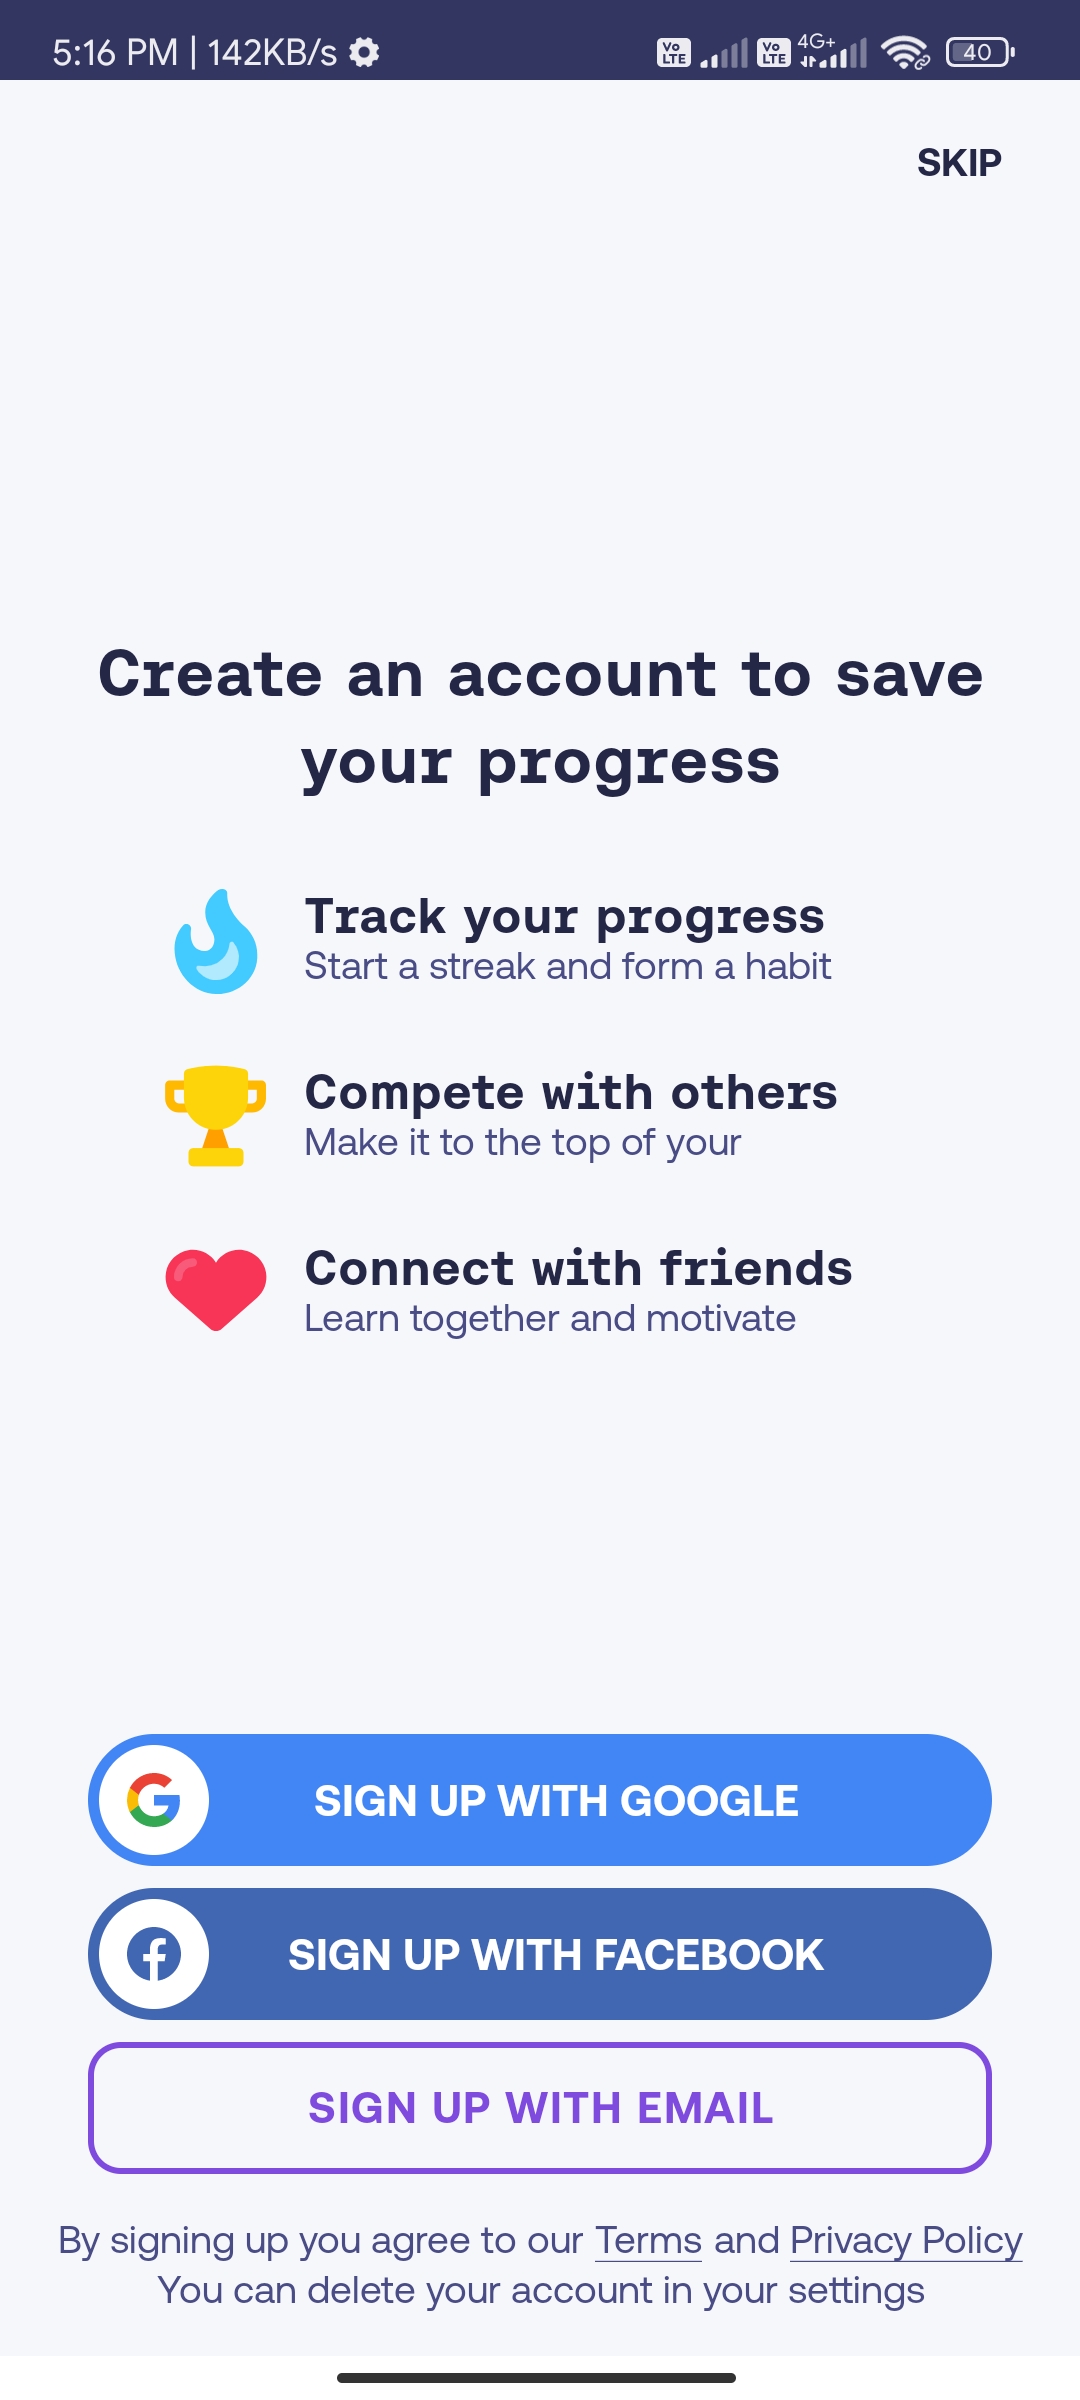 5:16 PM | 142KB/s
Vo LTE Vo LTE 4G+ 40
SKIP
Create an account to save
your progress
Track your progress
Start a streak and form a habit
Compete with others
Make it to the top of your
Connect with friends
Learn together and motivate
SIGN UP WITH GOOGLE
SIGN UP WITH FACEBOOK
SIGN UP WITH EMAIL
By signing up you agree to our Terms and Privacy Policy
You can delete your account in your settings